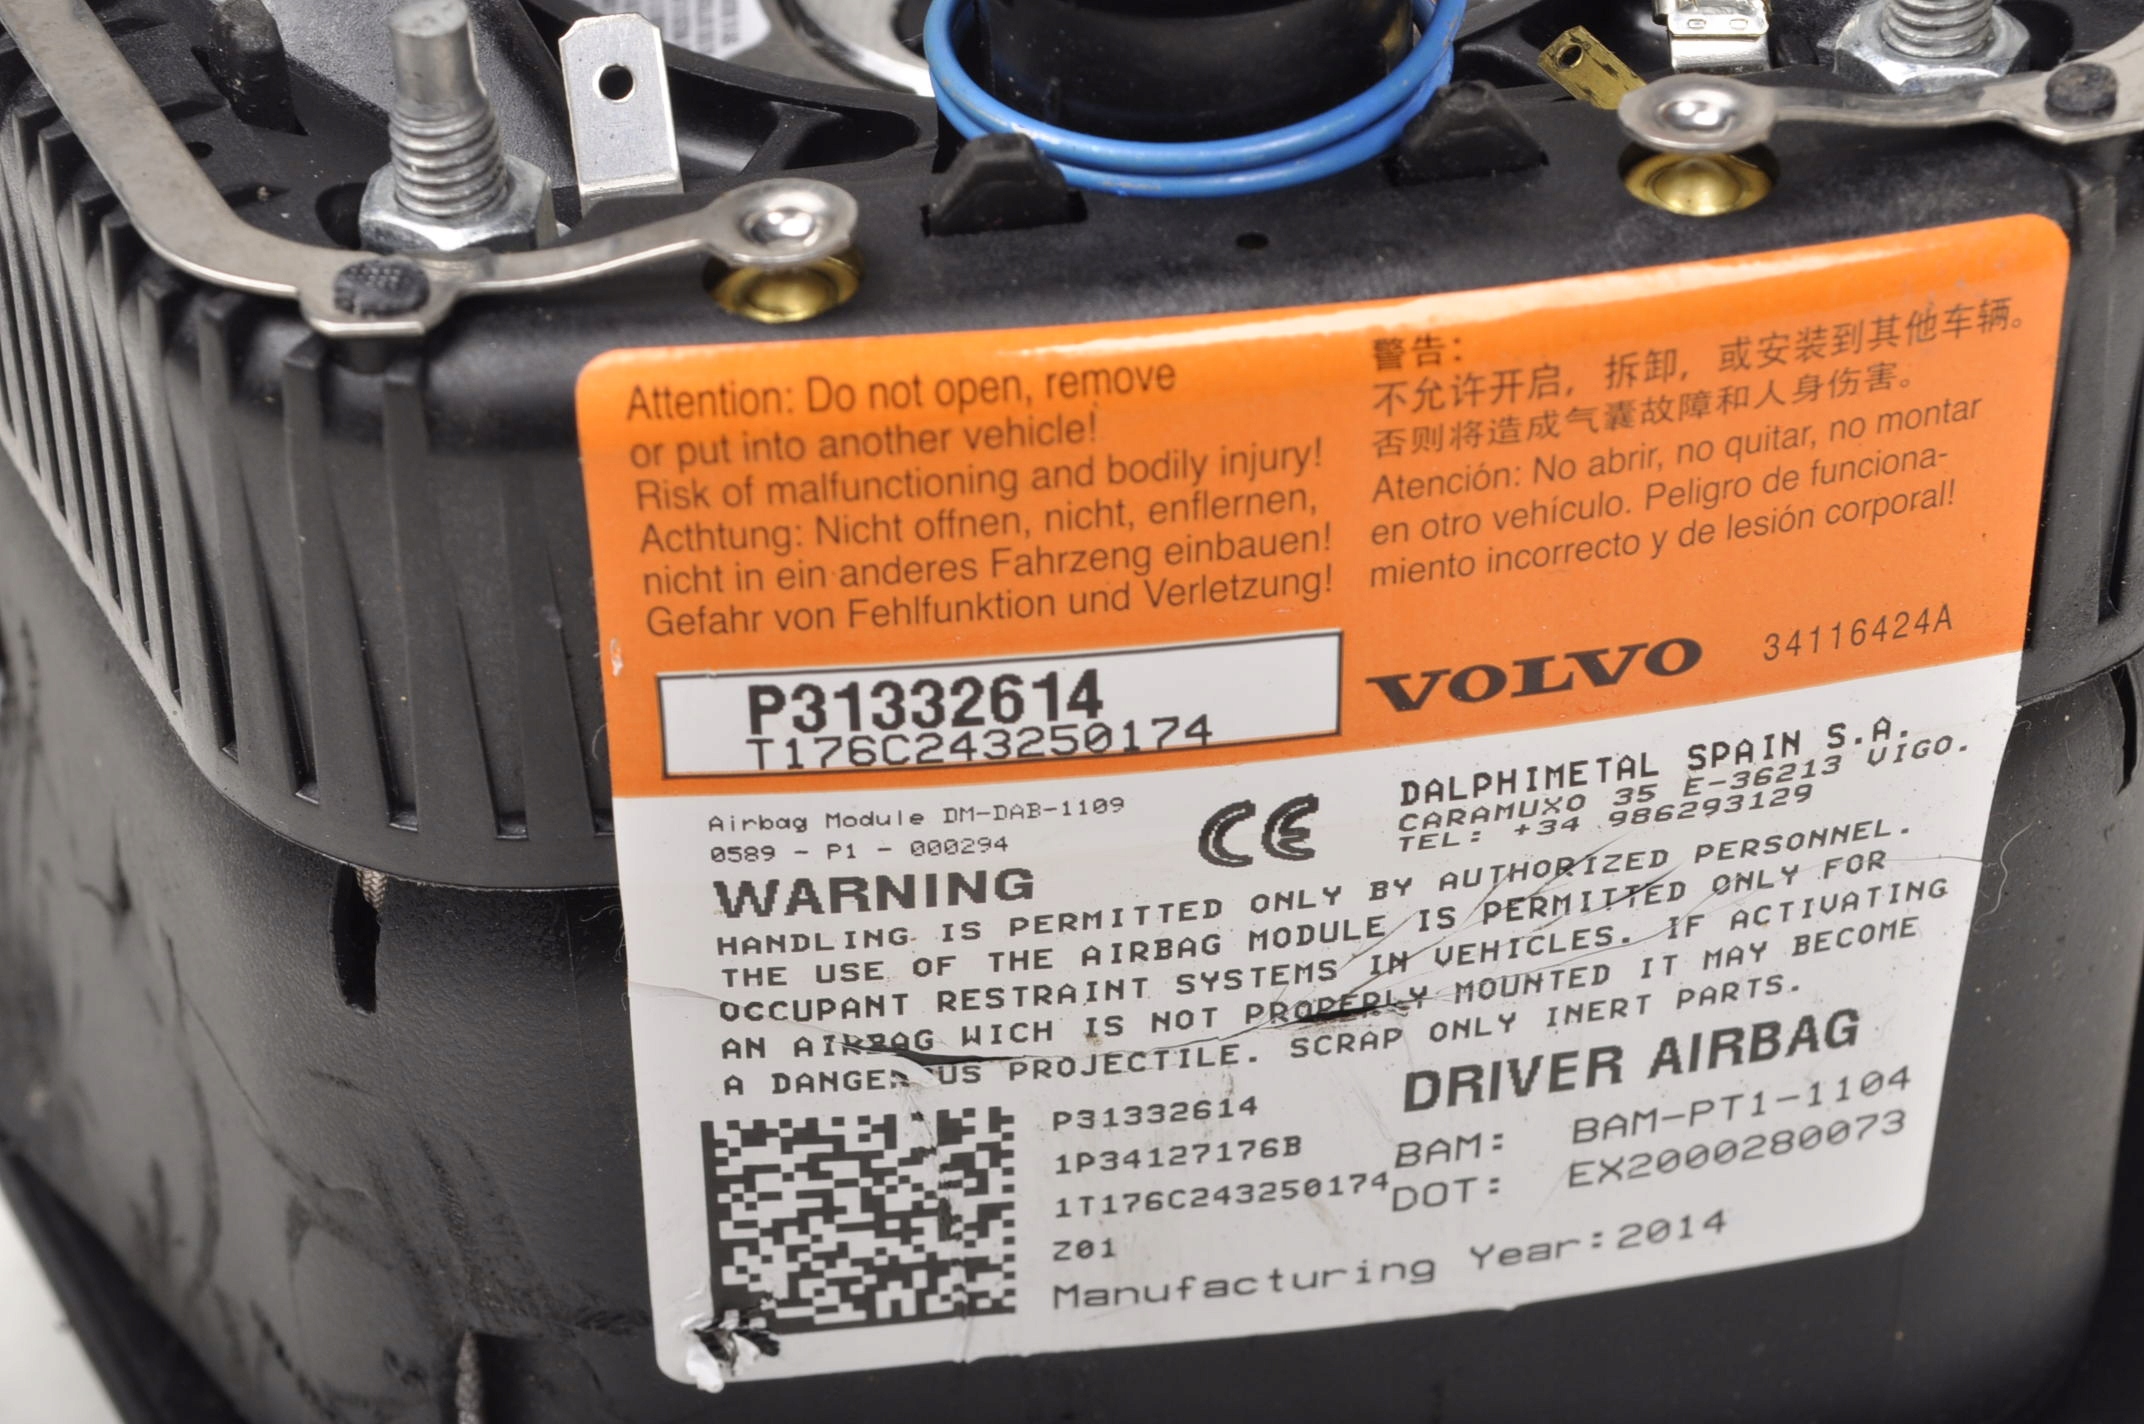 Attention: Do not open, remove
or put into another vehicle!
Risk of malfunctioning and bodily injury!
Acthtung: Nicht offnen, nicht, enflernen,
nicht in ein anderes Fahrzeng einbauen!
Gefahr von Fehlfunktion und Verletzung!
警告：
不允许开启，拆卸，或安装到其他车辆。
否则将造成气囊故障和人身伤害。
Atención: No abrir, no quitar, no montar
en otro vehículo. Peligro de funciona-
miento incorrecto y de lesión corporal!
P31332614
T176C243250174
VOLVO
34116424A
Airbag Module DM-DAB-1109
0589 - P1 - 000294
CE
DALPHIMETAL SPAIN S.A.
CARAMUXO 35 E-36213 VIGO.
TEL: +34 986293129
WARNING
HANDLING IS PERMITTED ONLY BY AUTHORIZED PERSONNEL.
THE USE OF THE AIRBAG MODULE IS PERMITTED ONLY FOR
OCCUPANT RESTRAINT SYSTEMS IN VEHICLES. IF ACTIVATING
AN AIRBAG WICH IS NOT PROPERLY MOUNTED IT MAY BECOME
A DANGEROUS PROJECTILE. SCRAP ONLY INERT PARTS.
DRIVER AIRBAG
P31332614
1P34127176B
1T176C243250174
Z01
BAM: BAM-PT1-1104
DOT: EX2000280073
Manufacturing Year:2014